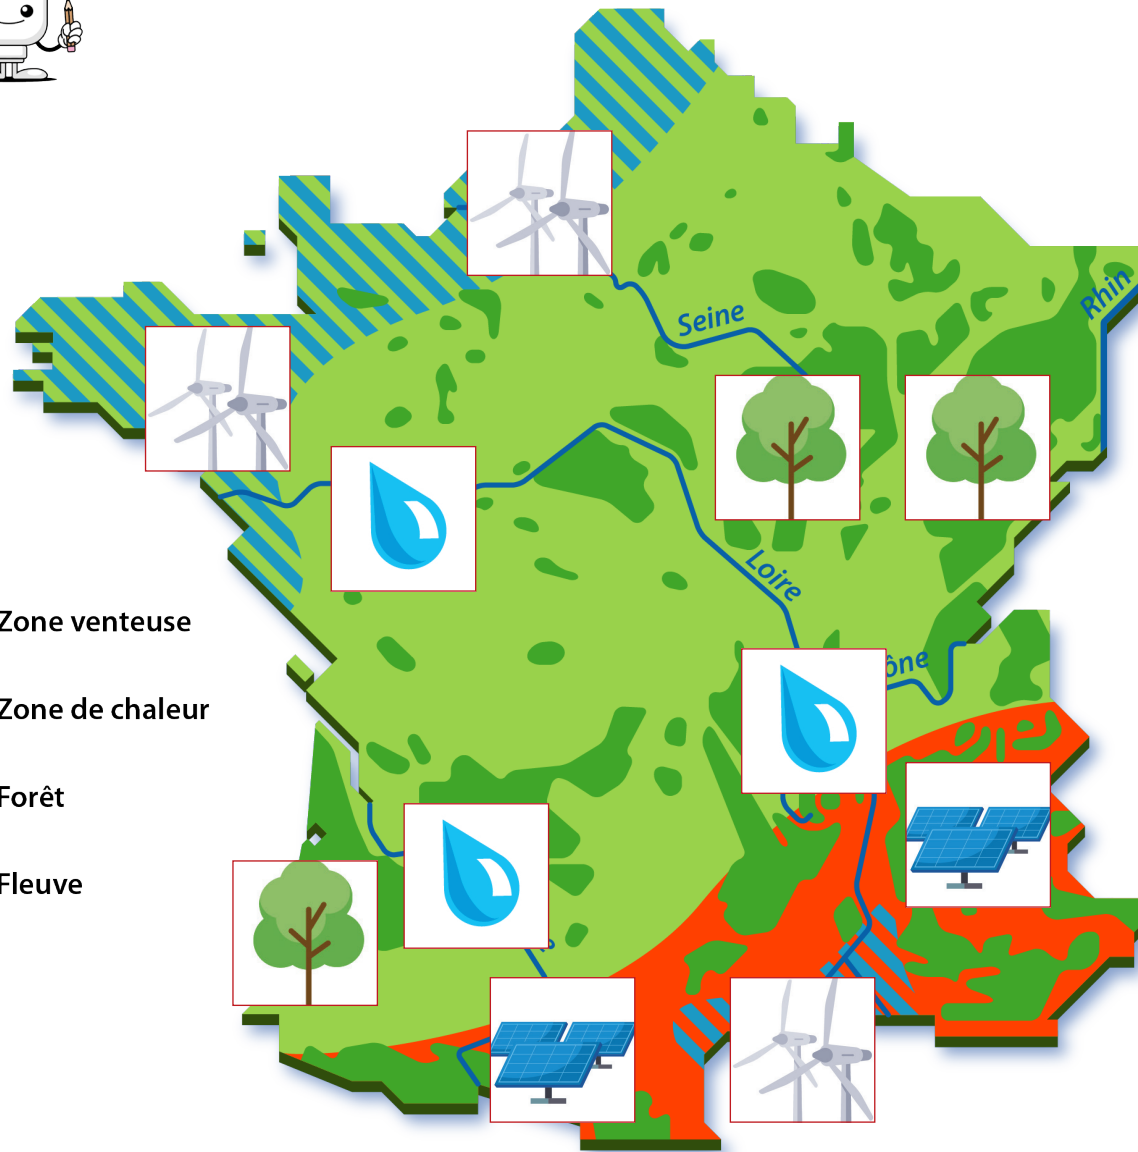 Rhin
Seine
Loire
Zone venteuse
ône
Zone de chaleur
Forêt
Fleuve